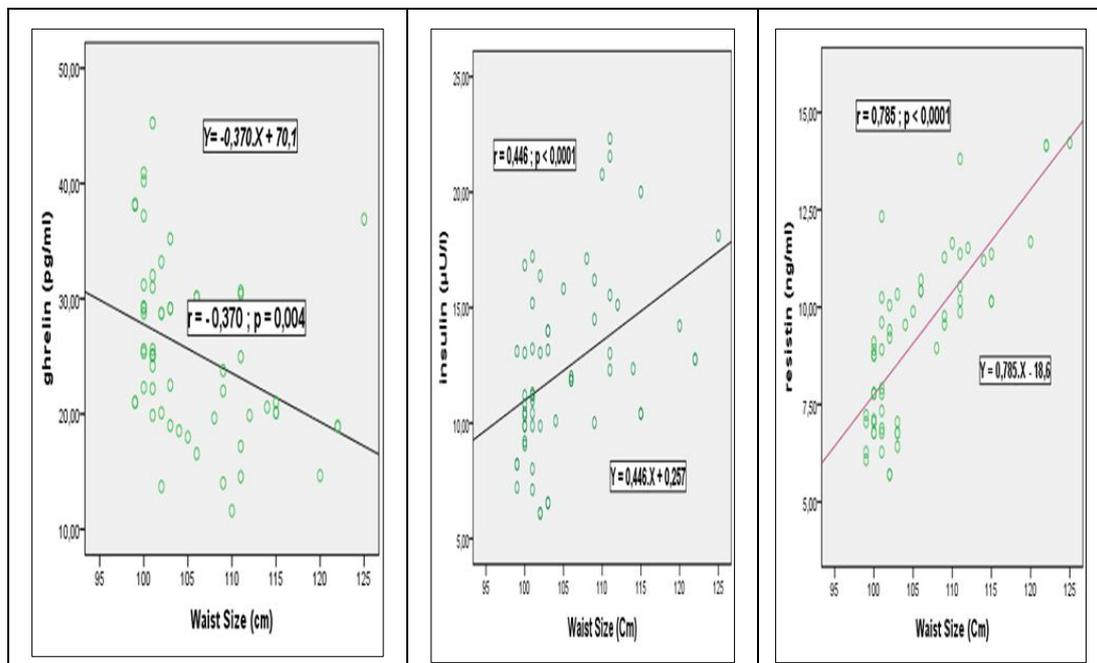 50,00
40,00
30,00
20,00
10,00
ghrelin (pg/ml)
Y= -0,370.X + 70,1
r = - 0,370 ; p = 0,004
95 100 105 110 115 120 125
Waist Size (cm)
25,00
20,00
15,00
10,00
5,00
insulin (µU/l)
r = 0,446 ; p < 0,0001
Y = 0,446.X + 0,257
95 100 105 110 115 120 125
Waist Size (Cm)
15,00
12,50
10,00
7,50
5,00
resistin (ng/ml)
r = 0,785 ; p < 0,0001
Y = 0,785.X - 18,6
95 100 105 110 115 120 125
Waist Size (cm)